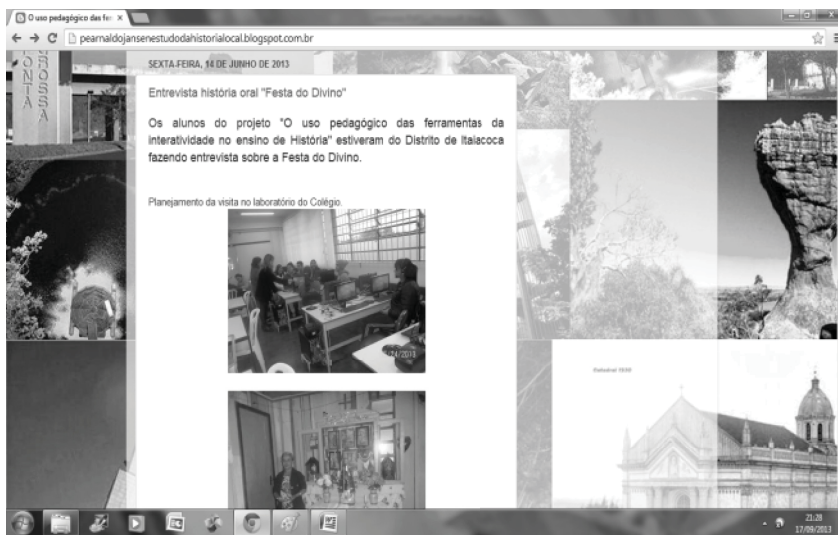 O uso pedagógico das fer
pearnaldojansenestudodahistorialocal.blogspot.com.br
PONTA
GROSSA
SEXTA-FEIRA, 14 DE JUNHO DE 2013
Entrevista história oral "Festa do Divino"
Os alunos do projeto "O uso pedagógico das ferramentas da
interatividade no ensino de História" estiveram do Distrito de Itaiacoca
fazendo entrevista sobre a Festa do Divino.
Planejamento da visita no laboratório do Colégio.
21:28
17/09/2013